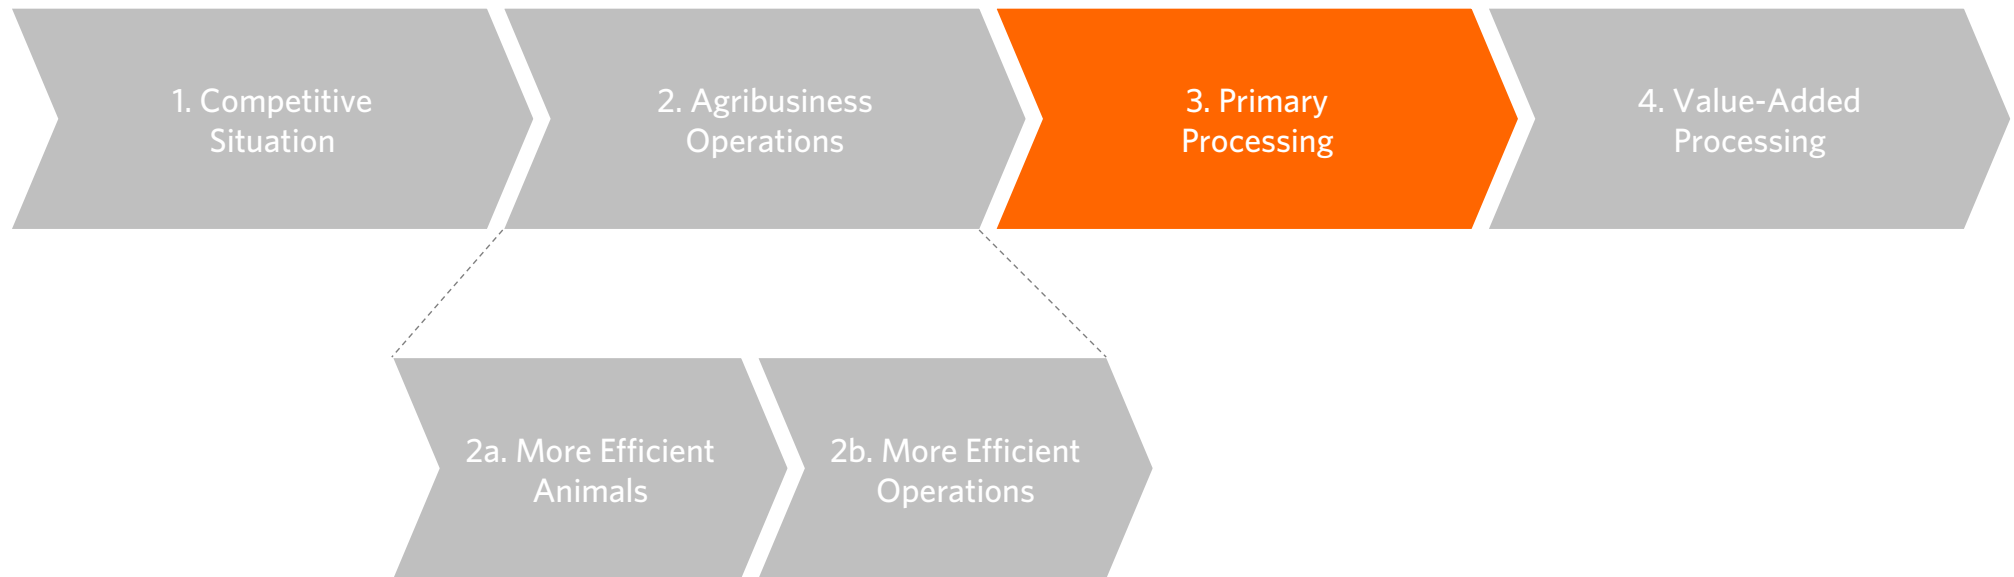 1. Competitive
Situation
2. Agribusiness
Operations
3. Primary
Processing
4. Value-Added
Processing
2a. More Efficient
Animals
2b. More Efficient
Operations